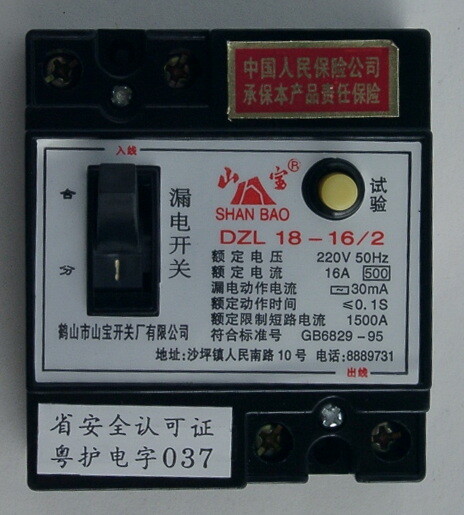 中国人民保险公司
承保本产品责任保险
入线
合
分
漏电开关
山宝®
SHAN BAO
试验
DZL 18-16/2
额定电压 220V 50Hz
额定电流 16A 500
漏电动作电流 ~ 30mA
额定动作时间 ≤0.1S
额定限制短路电流 1500A
符合标准号 GB6829-95
鹤山市山宝开关厂有限公司
地址:沙坪镇人民南路10号 电话:8889731
出线
省安全认可证
粤护电字037